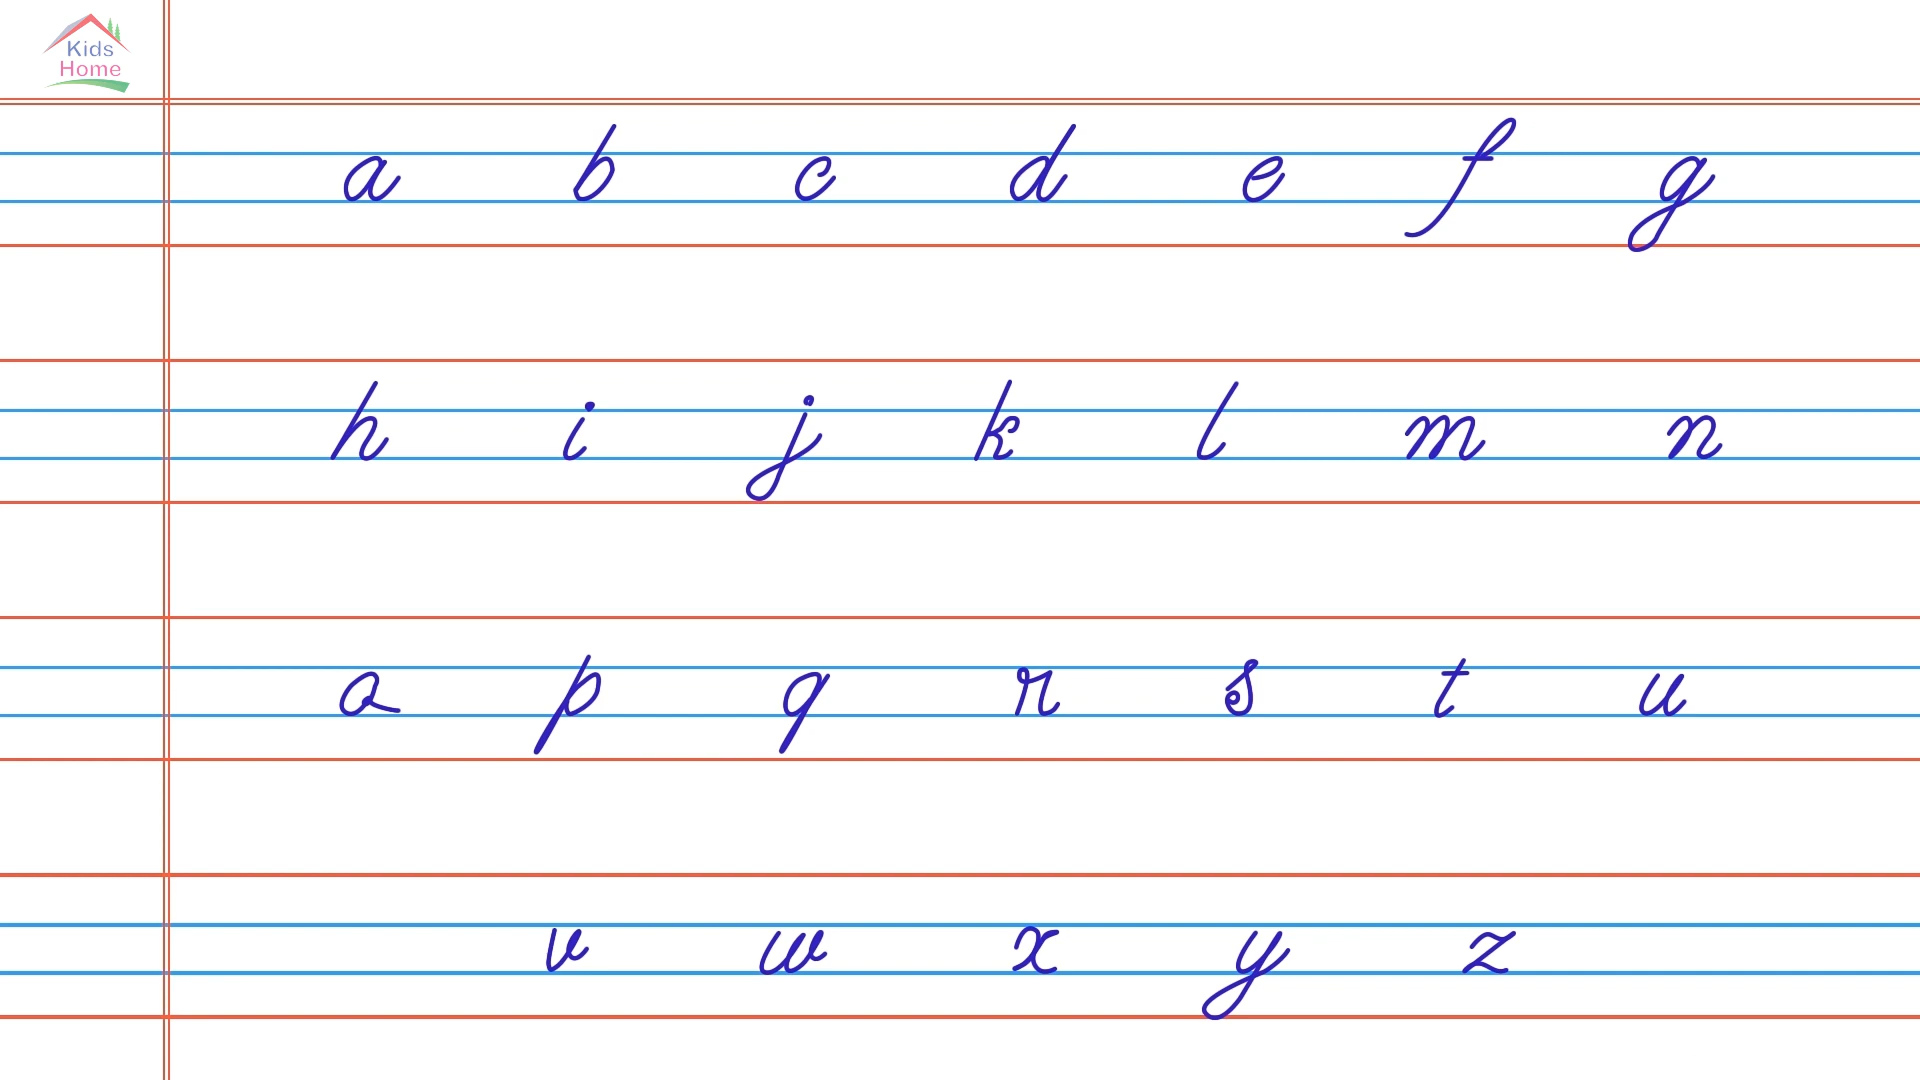 Kids
Home
a b c d e f g
h i j k l m n
o p q r s t u
v w x y z